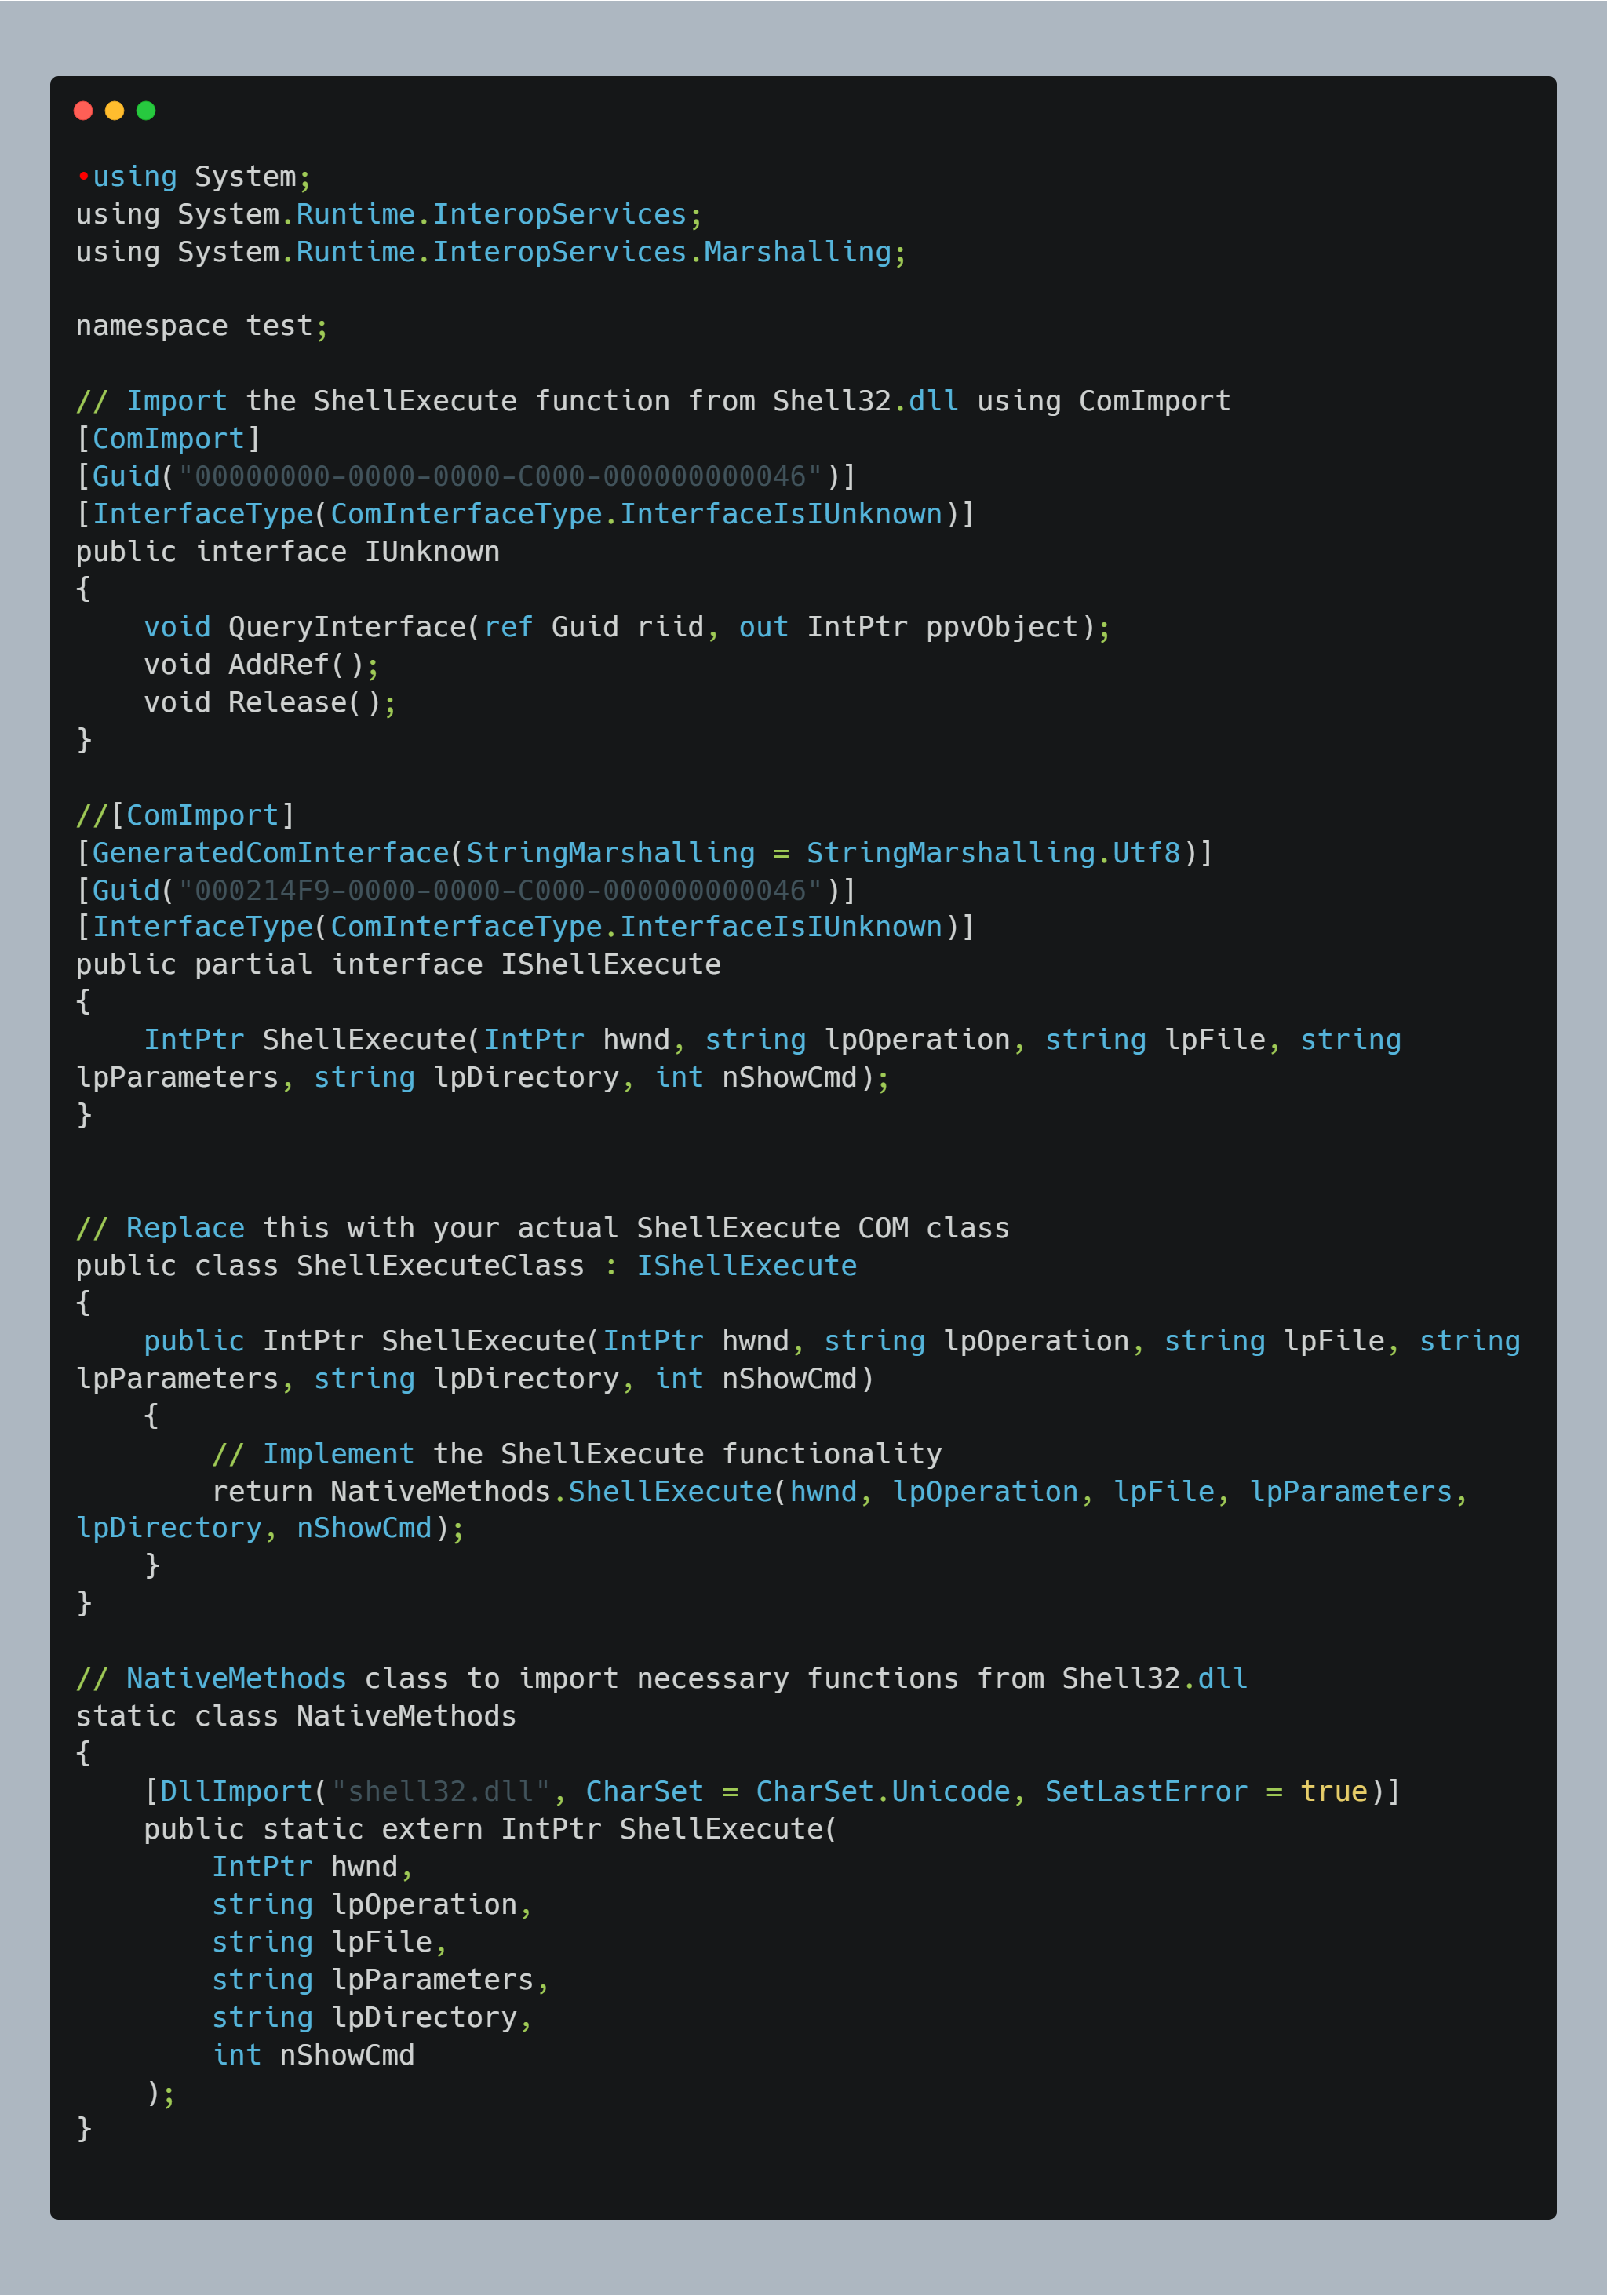 •using System;
using System.Runtime.InteropServices;
using System.Runtime.InteropServices.Marshalling;

namespace test;

// Import the ShellExecute function from Shell32.dll using ComImport
[ComImport]
[Guid("00000000-0000-0000-C000-000000000046")]
[InterfaceType(ComInterfaceType.InterfaceIsIUnknown)]
public interface IUnknown
{
    void QueryInterface(ref Guid riid, out IntPtr ppvObject);
    void AddRef();
    void Release();
}

//[ComImport]
[GeneratedComInterface(StringMarshalling = StringMarshalling.Utf8)]
[Guid("000214F9-0000-0000-C000-000000000046")]
[InterfaceType(ComInterfaceType.InterfaceIsIUnknown)]
public partial interface IShellExecute
{
    IntPtr ShellExecute(IntPtr hwnd, string lpOperation, string lpFile, string
lpParameters, string lpDirectory, int nShowCmd);
}

// Replace this with your actual ShellExecute COM class
public class ShellExecuteClass : IShellExecute
{
    public IntPtr ShellExecute(IntPtr hwnd, string lpOperation, string lpFile, string
lpParameters, string lpDirectory, int nShowCmd)
    {
        // Implement the ShellExecute functionality
        return NativeMethods.ShellExecute(hwnd, lpOperation, lpFile, lpParameters,
lpDirectory, nShowCmd);
    }
}

// NativeMethods class to import necessary functions from Shell32.dll
static class NativeMethods
{
    [DllImport("shell32.dll", CharSet = CharSet.Unicode, SetLastError = true)]
    public static extern IntPtr ShellExecute(
        IntPtr hwnd,
        string lpOperation,
        string lpFile,
        string lpParameters,
        string lpDirectory,
        int nShowCmd
    );
}